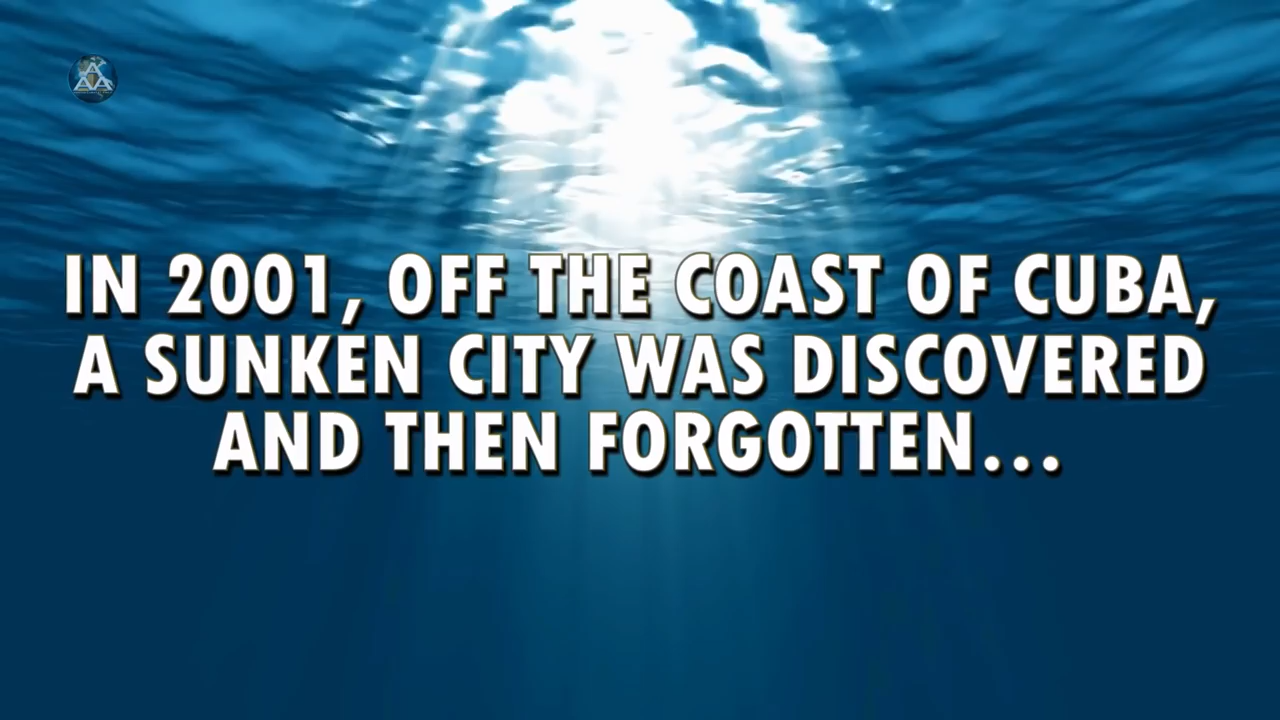 IN 2001, OFF THE COAST OF CUBA,
A SUNKEN CITY WAS DISCOVERED
AND THEN FORGOTTEN...